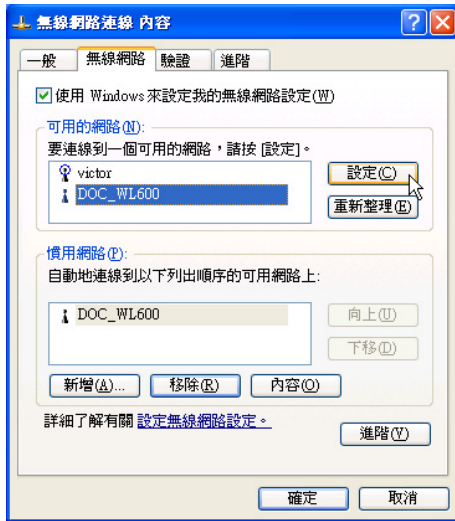 無線網路連線 內容
一般 無線網路 驗證 進階
使用 Windows 來設定我的無線網路設定(W)
可用的網路(N):
要連線到一個可用的網路，請按 [設定]。
victor
DOC_WL600
設定(C)
重新整理(E)
慣用網路(P):
自動地連線到以下列出順序的可用網路上:
DOC_WL600
向上(U)
下移(D)
新增(A)... 移除(R) 內容(O)
詳細了解有關 設定無線網路設定。
進階(Y)
確定 取消